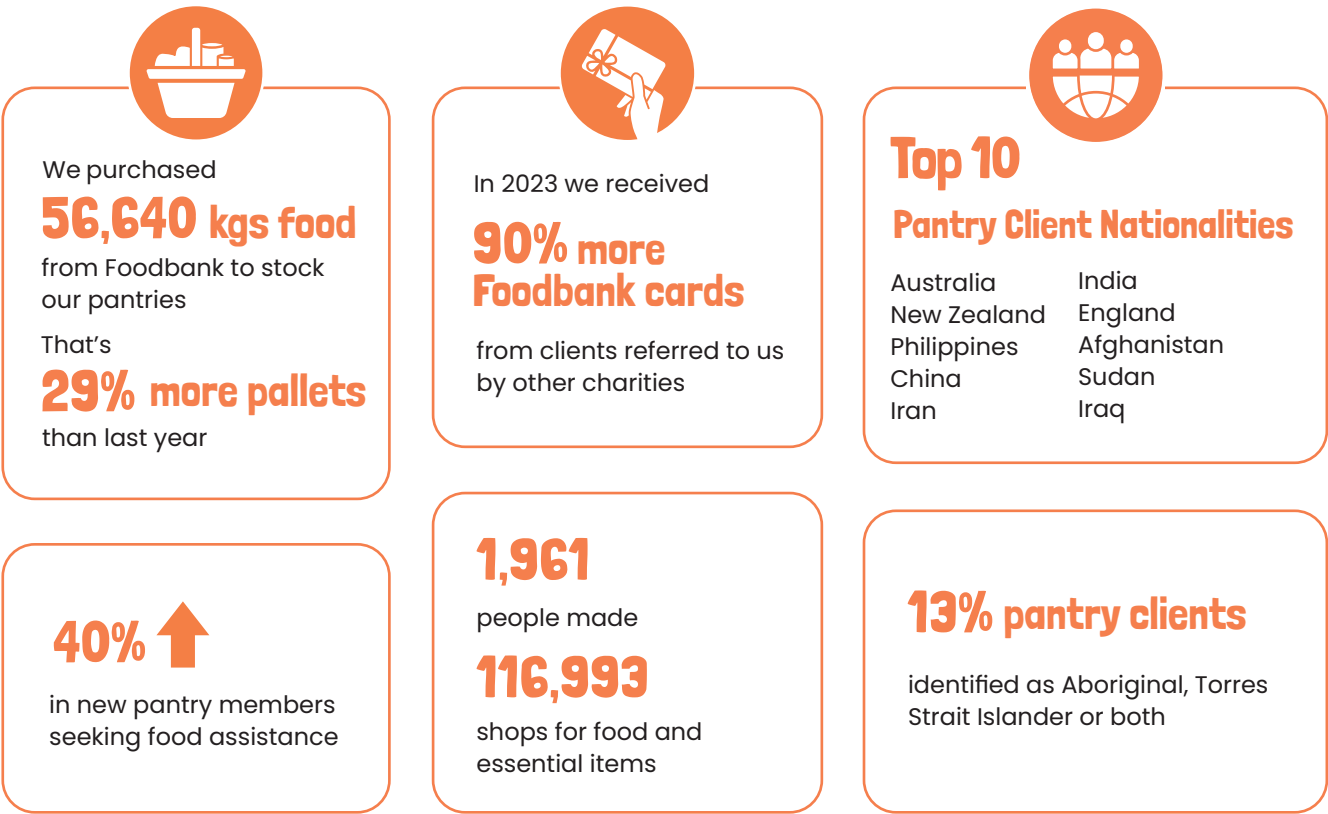 We purchased
56,640 kgs food
from Foodbank to stock
our pantries
That's
29% more pallets
than last year
40%
in new pantry members
seeking food assistance
In 2023 we received
90% more
Foodbank cards
from clients referred to us
by other charities
1,961
people made
116,993
shops for food and
essential items
Top 10
Pantry Client Nationalities
Australia
New Zealand
Philippines
China
Iran
India
England
Afghanistan
Sudan
Iraq
13% pantry clients
identified as Aboriginal, Torres
Strait Islander or both